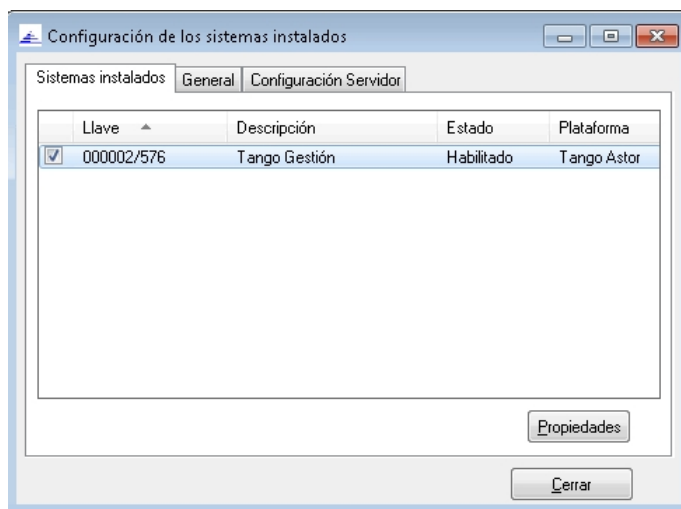 Configuración de los sistemas instalados
Sistemas instalados General Configuración Servidor
Llave Descripción Estado Plataforma
000002/576 Tango Gestión Habilitado Tango Astor
Propiedades
Cerrar